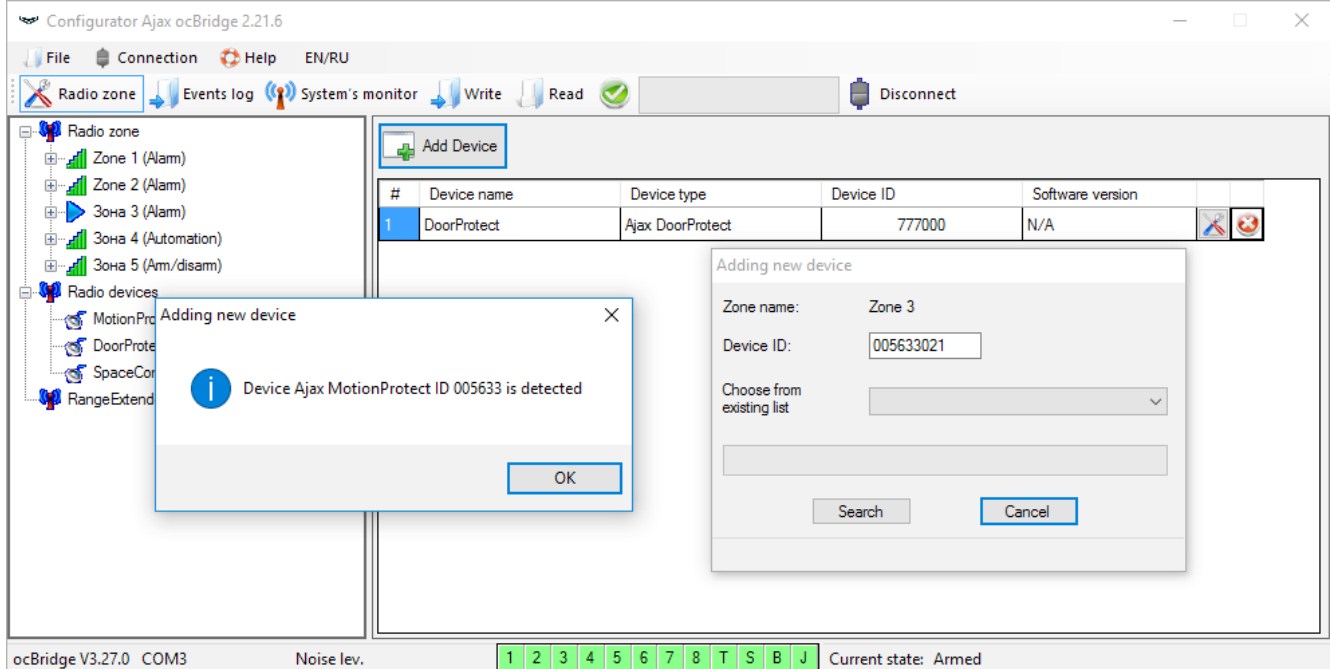 Configurator Ajax ocBridge 2.21.6
File Connection Help EN/RU
Radio zone Events log System's monitor Write Read Disconnect
Radio zone
Zone 1 (Alarm)
Zone 2 (Alarm)
Зона 3 (Alarm)
Зона 4 (Automation)
Зона 5 (Arm/disarm)
Radio devices
MotionPro
DoorProte
SpaceCor
RangeExtend
Add Device
# Device name Device type Device ID Software version
1 DoorProtect Ajax DoorProtect 777000 N/A
Adding new device
Device Ajax MotionProtect ID 005633 is detected
OK
Adding new device
Zone name: Zone 3
Device ID: 005633021
Choose from
existing list
Search Cancel
ocBridge V3.27.0 COM3 Noise lev. 1 2 3 4 5 6 7 8 T S B J Current state: Armed